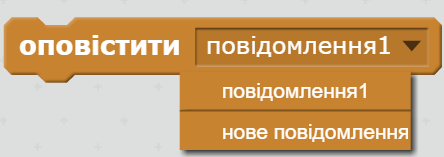 оповістити повідомлення1
повідомлення1
нове повідомлення